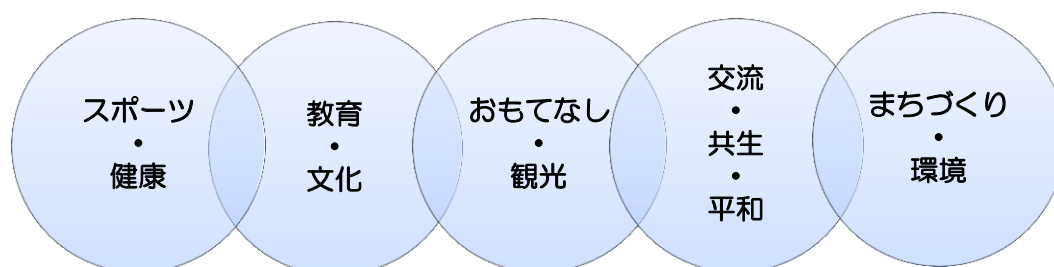 スポーツ
・
健康
教育
・
文化
おもてなし
・
観光
交流
・
共生
・
平和
まちづくり
・
環境